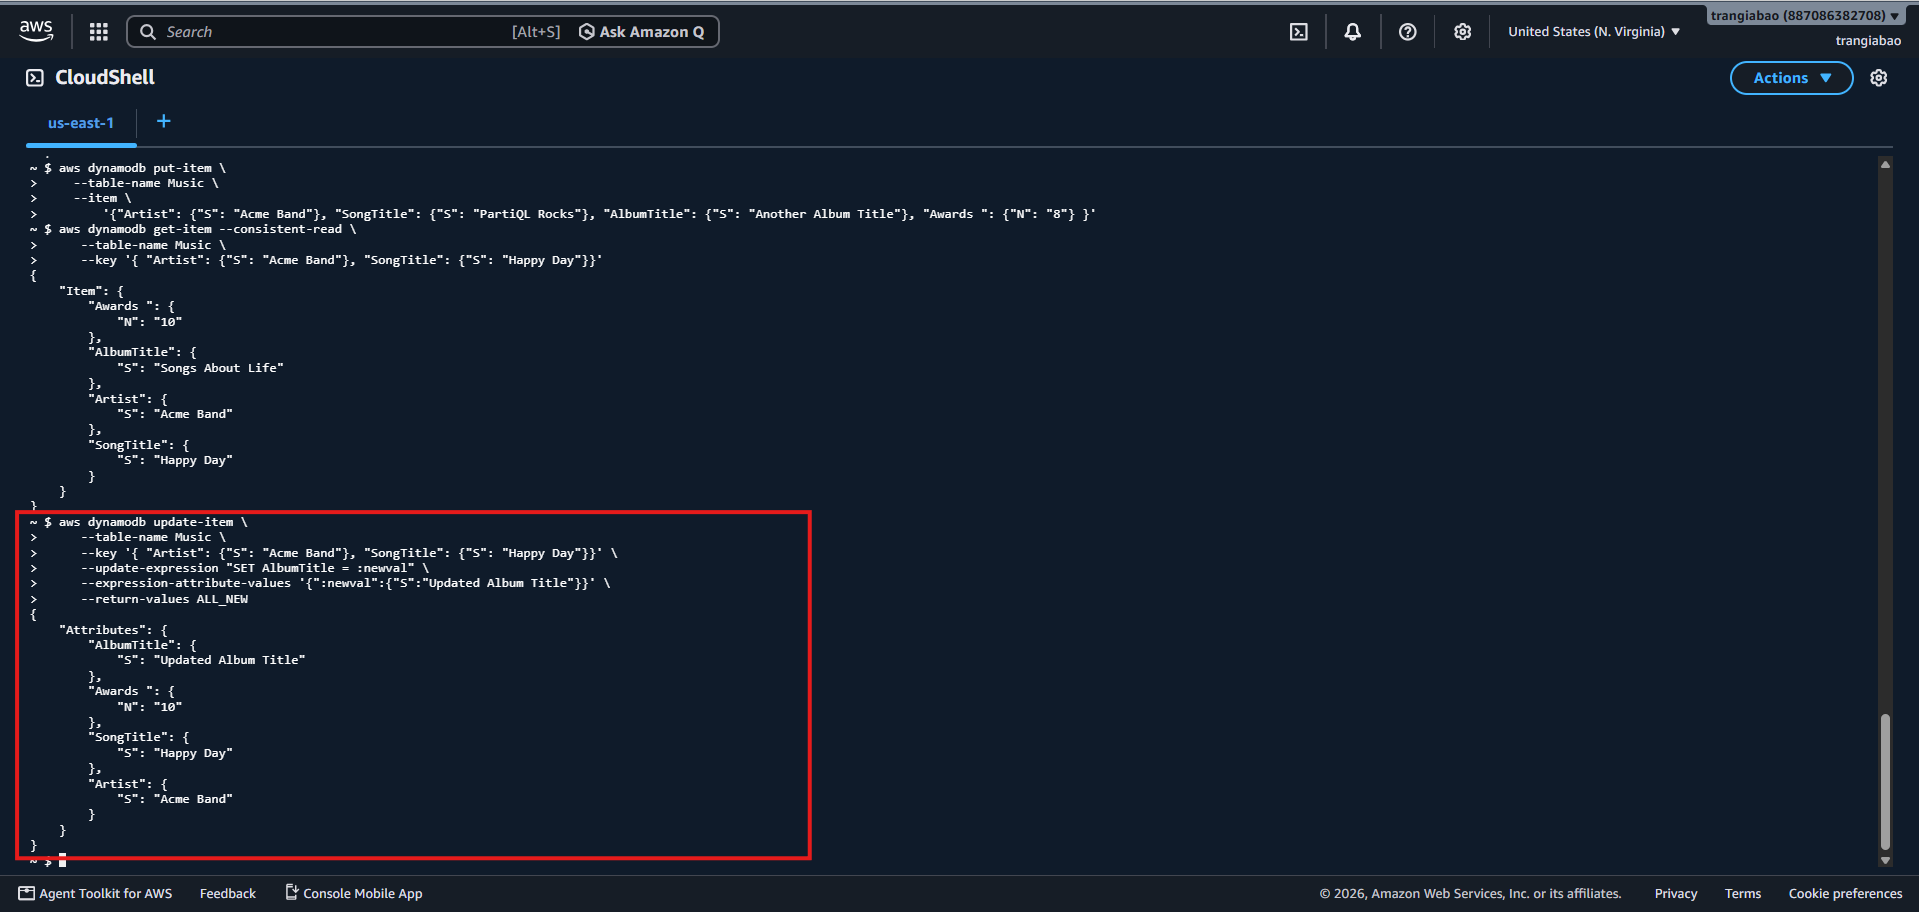 aws
Search
[Alt+S]
Ask Amazon Q
United States (N. Virginia) ▼
trangiabao (887086382708) ▼
trangiabao
CloudShell
Actions ▼
us-east-1
+
~ $ aws dynamodb put-item \
>     --table-name Music \
>     --item \
>         '{"Artist": {"S": "Acme Band"}, "SongTitle": {"S": "PartiQL Rocks"}, "AlbumTitle": {"S": "Another Album Title"}, "Awards ": {"N": "8"} }'
~ $ aws dynamodb get-item --consistent-read \
>      --table-name Music \
>      --key '{ "Artist": {"S": "Acme Band"}, "SongTitle": {"S": "Happy Day"}}'
{
    "Item": {
        "Awards ": {
            "N": "10"
        },
        "AlbumTitle": {
            "S": "Songs About Life"
        },
        "Artist": {
            "S": "Acme Band"
        },
        "SongTitle": {
            "S": "Happy Day"
        }
    }
}
~ $ aws dynamodb update-item \
>      --table-name Music \
>      --key '{ "Artist": {"S": "Acme Band"}, "SongTitle": {"S": "Happy Day"}}' \
>      --update-expression "SET AlbumTitle = :newval" \
>      --expression-attribute-values '{":newval":{"S":"Updated Album Title"}}' \
>      --return-values ALL_NEW
{
    "Attributes": {
        "AlbumTitle": {
            "S": "Updated Album Title"
        },
        "Awards ": {
            "N": "10"
        },
        "SongTitle": {
            "S": "Happy Day"
        },
        "Artist": {
            "S": "Acme Band"
        }
    }
}
~ $
Agent Toolkit for AWS
Feedback
Console Mobile App
© 2026, Amazon Web Services, Inc. or its affiliates.
Privacy
Terms
Cookie preferences